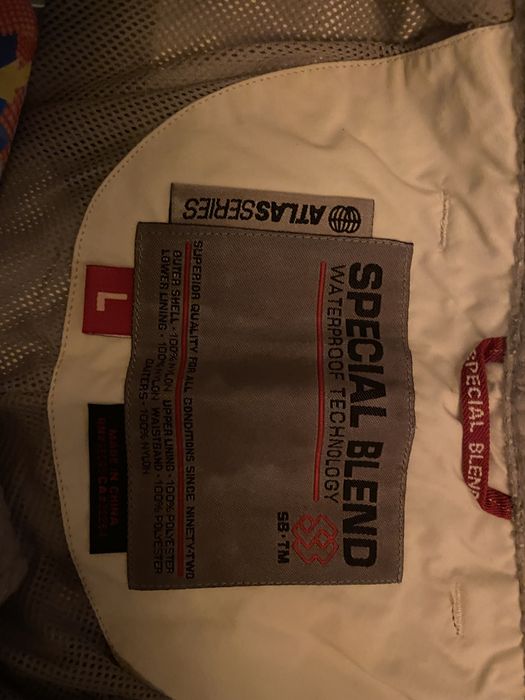 ATLASSERIES
SPECIAL BLEND
WATERPROOF TECHNOLOGY
SB·TM
SUPERIOR QUALITY FOR ALL CONDITIONS SINCE NINETY-TWO
OUTER SHELL · 100% NYLON UPPER LINING · 100% POLYESTER
LOWER LINING · 100% NYLON WAISTBAND · 100% POLYESTER
GAITERS · 100% NYLON
L
MADE IN CHINA
SPECIAL BLEND